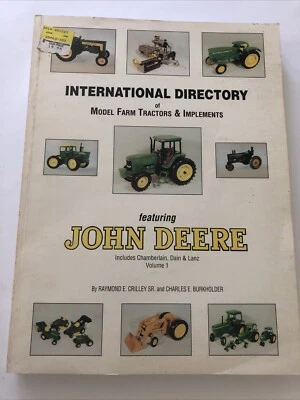 INTERNATIONAL DIRECTORY
of
MODEL FARM TRACTORS & IMPLEMENTS
featuring
JOHN DEERE
Includes Chamberlain, Dain & Lanz
Volume 1
By RAYMOND E. CRILLEY SR. and CHARLES E. BURKHOLDER